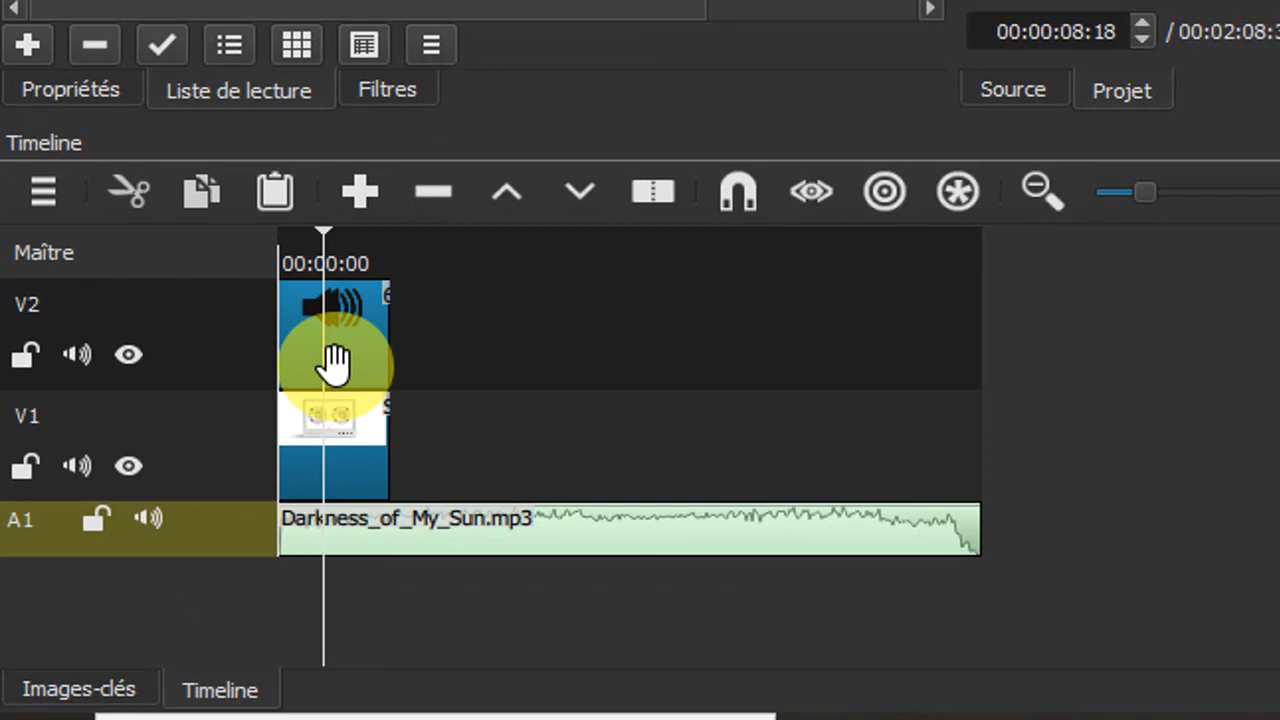 00:00:08:18 / 00:02:08:3
Propriétés Liste de lecture Filtres Source Projet
Timeline
Maître
00:00:00
V2
V1
A1 Darkness_of_My_Sun.mp3
Images-clés Timeline